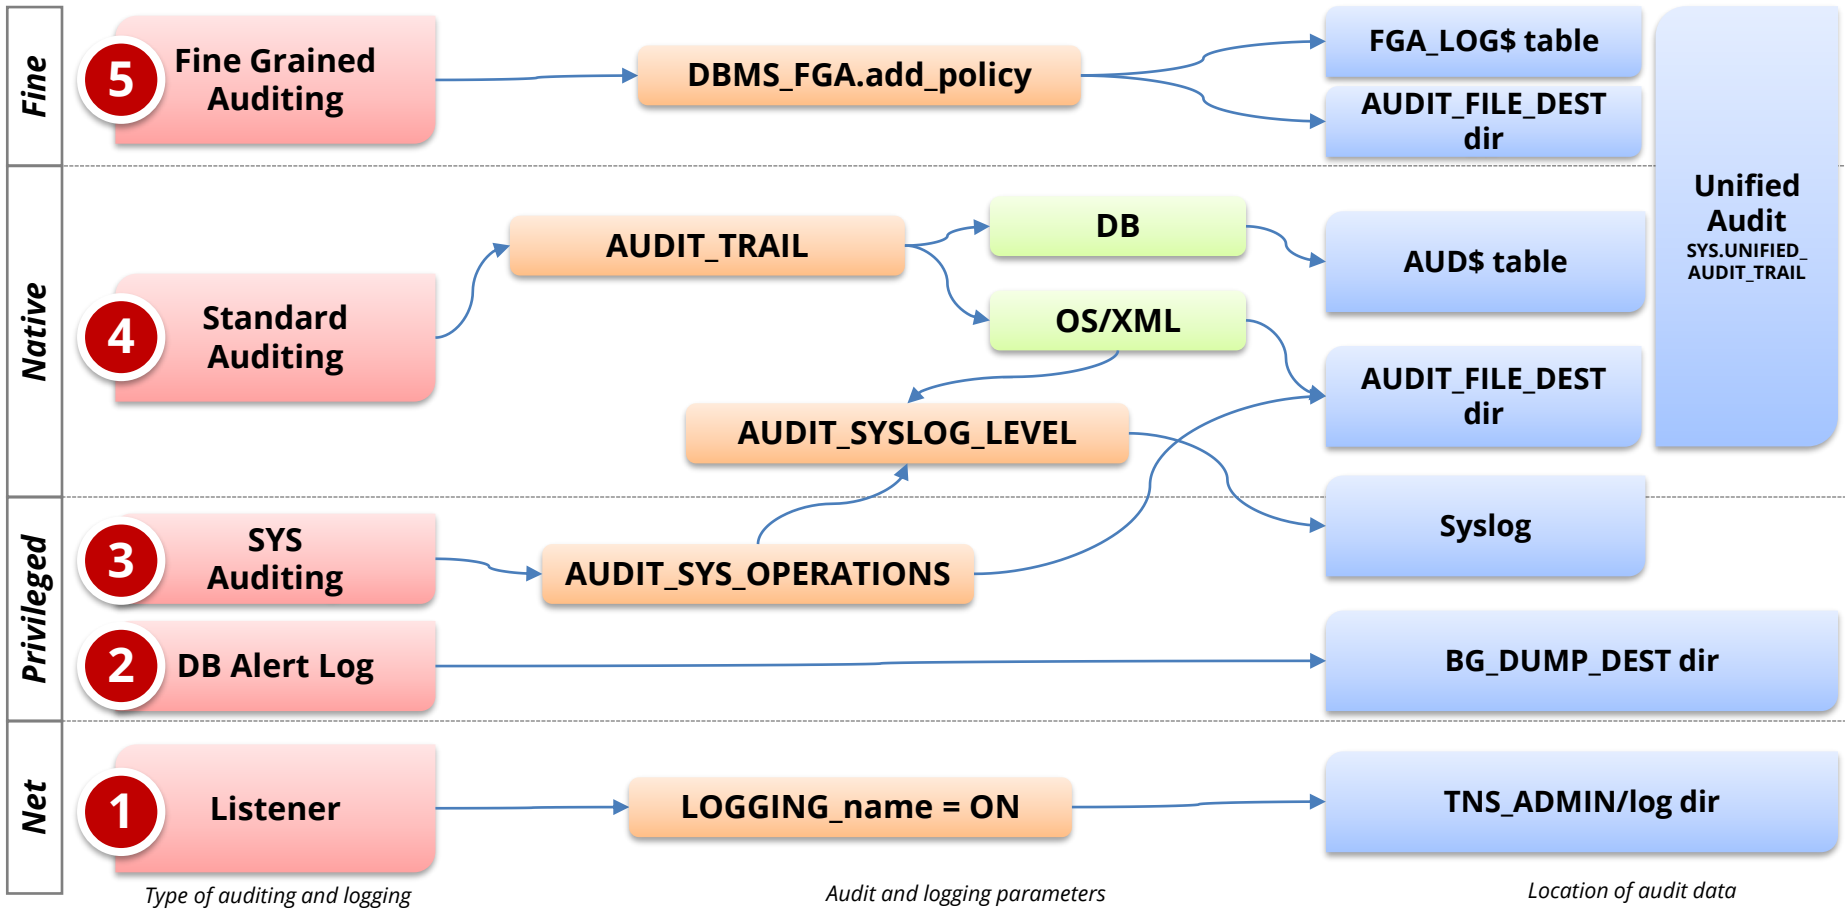 Fine
5
Fine Grained
Auditing
DBMS_FGA.add_policy
FGA_LOG$ table
AUDIT_FILE_DEST
dir
Unified
Audit
SYS.UNIFIED_
AUDIT_TRAIL
Native
4
Standard
Auditing
AUDIT_TRAIL
DB
OS/XML
AUDIT_SYSLOG_LEVEL
AUD$ table
AUDIT_FILE_DEST
dir
Privileged
3
SYS
Auditing
AUDIT_SYS_OPERATIONS
Syslog
2
DB Alert Log
BG_DUMP_DEST dir
Net
1
Listener
LOGGING_name = ON
TNS_ADMIN/log dir
Type of auditing and logging
Audit and logging parameters
Location of audit data